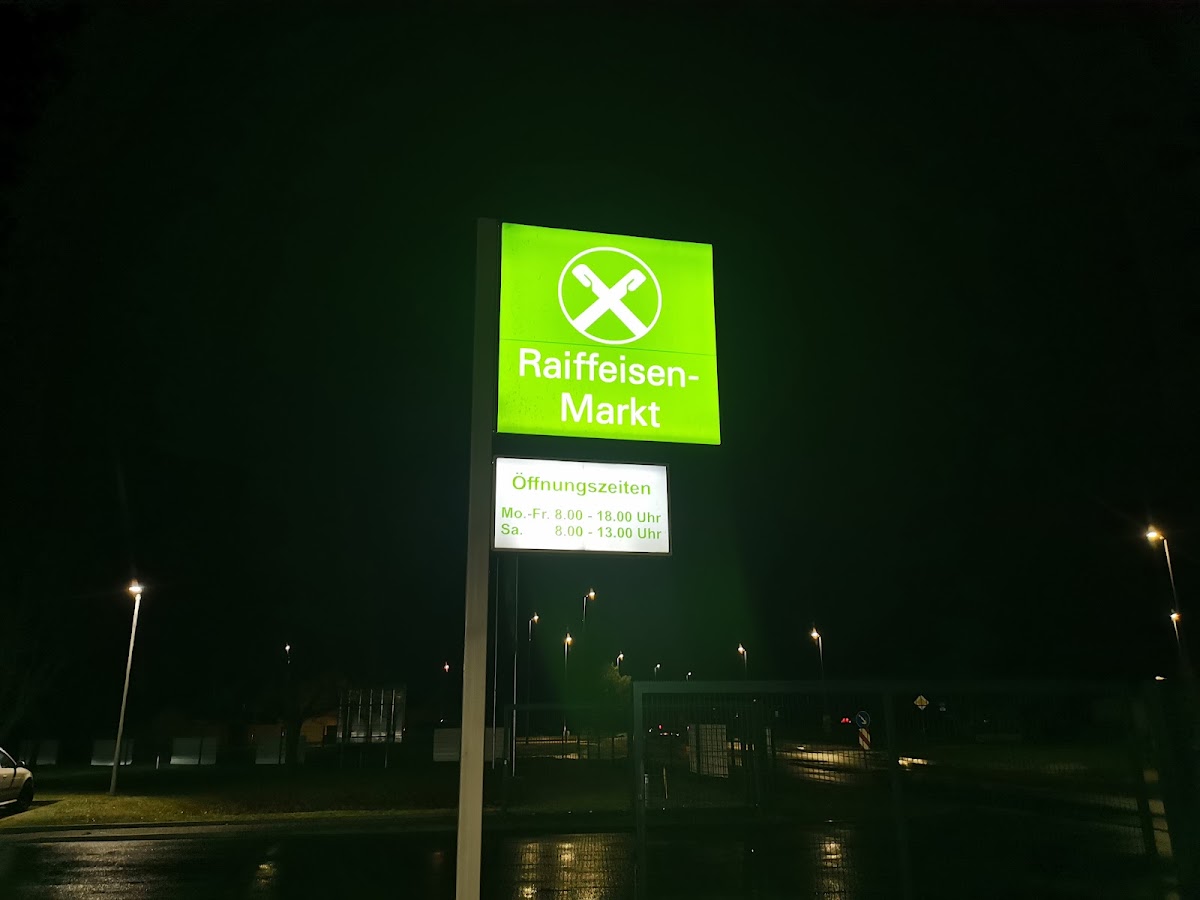 Raiffeisen-
Markt
Öffnungszeiten
Mo.-Fr. 8.00 - 18.00 Uhr
Sa. 8.00 - 13.00 Uhr